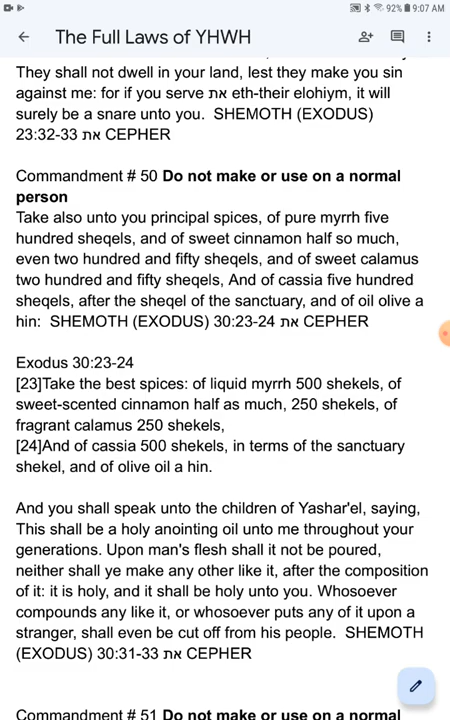 92% 9:07 AM
The Full Laws of YHWH
They shall not dwell in your land, lest they make you sin
against me: for if you serve את eth-their elohiym, it will
surely be a snare unto you.  SHEMOTH (EXODUS)
23:32-33 את CEPHER
Commandment # 50 Do not make or use on a normal
person
Take also unto you principal spices, of pure myrrh five
hundred sheqels, and of sweet cinnamon half so much,
even two hundred and fifty sheqels, and of sweet calamus
two hundred and fifty sheqels, And of cassia five hundred
sheqels, after the sheqel of the sanctuary, and of oil olive a
hin:  SHEMOTH (EXODUS) 30:23-24 את CEPHER
Exodus 30:23-24
[23]Take the best spices: of liquid myrrh 500 shekels, of
sweet-scented cinnamon half as much, 250 shekels, of
fragrant calamus 250 shekels,
[24]And of cassia 500 shekels, in terms of the sanctuary
shekel, and of olive oil a hin.
And you shall speak unto the children of Yashar'el, saying,
This shall be a holy anointing oil unto me throughout your
generations. Upon man's flesh shall it not be poured,
neither shall ye make any other like it, after the composition
of it: it is holy, and it shall be holy unto you. Whosoever
compounds any like it, or whosoever puts any of it upon a
stranger, shall even be cut off from his people.  SHEMOTH
(EXODUS) 30:31-33 את CEPHER
Commandment # 51 Do not make or use on a normal